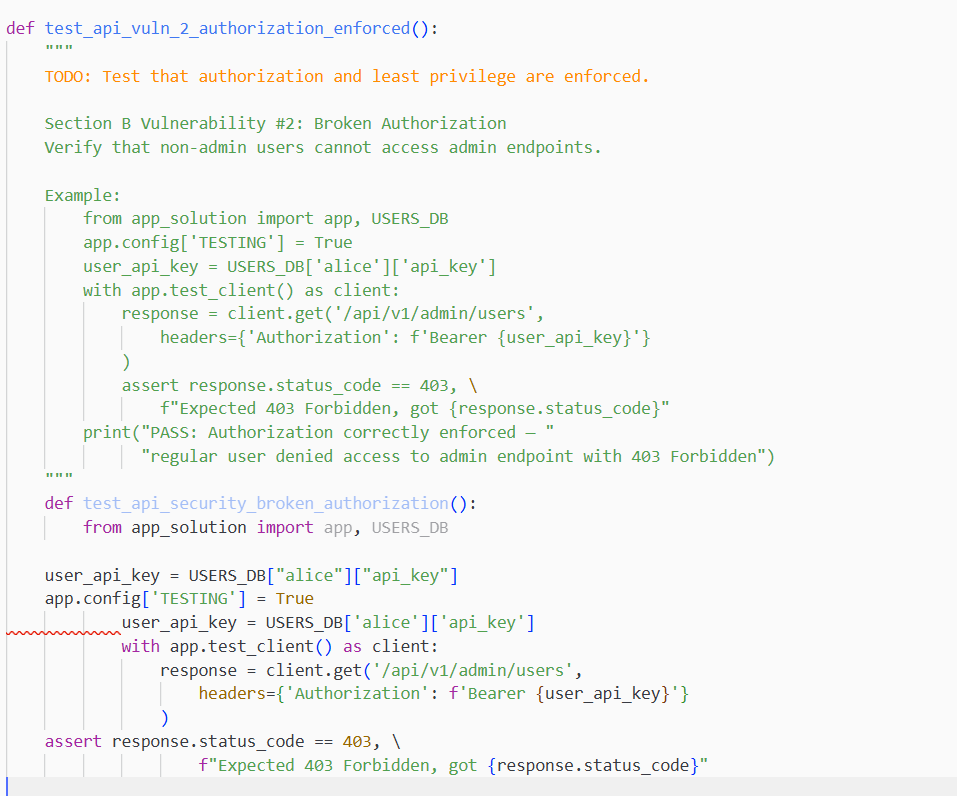 def test_api_vuln_2_authorization_enforced():
    """
    TODO: Test that authorization and least privilege are enforced.

    Section B Vulnerability #2: Broken Authorization
    Verify that non-admin users cannot access admin endpoints.

    Example:
        from app_solution import app, USERS_DB
        app.config['TESTING'] = True
        user_api_key = USERS_DB['alice']['api_key']
        with app.test_client() as client:
            response = client.get('/api/v1/admin/users',
                headers={'Authorization': f'Bearer {user_api_key}'}
            )
            assert response.status_code == 403, \
                f"Expected 403 Forbidden, got {response.status_code}"
        print("PASS: Authorization correctly enforced — "
              "regular user denied access to admin endpoint with 403 Forbidden")
    """
    def test_api_security_broken_authorization():
        from app_solution import app, USERS_DB

    user_api_key = USERS_DB["alice"]["api_key"]
    app.config['TESTING'] = True
            user_api_key = USERS_DB['alice']['api_key']
            with app.test_client() as client:
                response = client.get('/api/v1/admin/users',
                    headers={'Authorization': f'Bearer {user_api_key}'}
                )
    assert response.status_code == 403, \
                    f"Expected 403 Forbidden, got {response.status_code}"